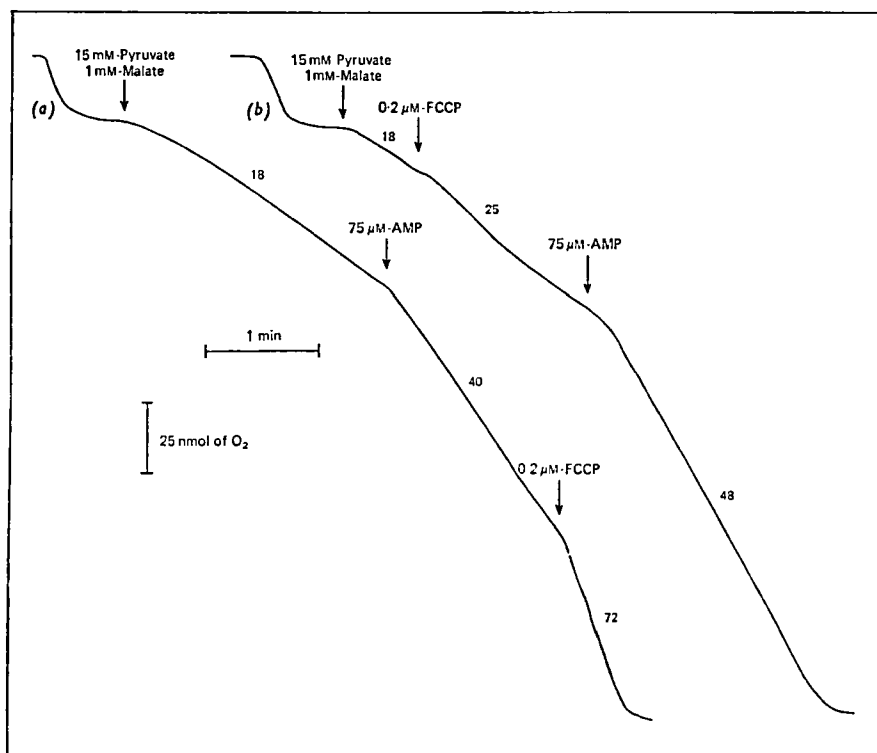 15 mM-Pyruvate
1 mM-Malate
(a)
18
75 µM-AMP
40
0·2 µM-FCCP
72
15 mM Pyruvate
1 mM-Malate
(b)
18
0·2 µM-FCCP
25
75 µM-AMP
48
1 min
25 nmol of O₂